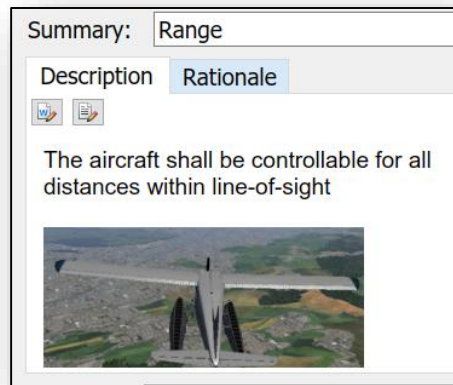 Summary: Range
Description Rationale
The aircraft shall be controllable for all
distances within line-of-sight